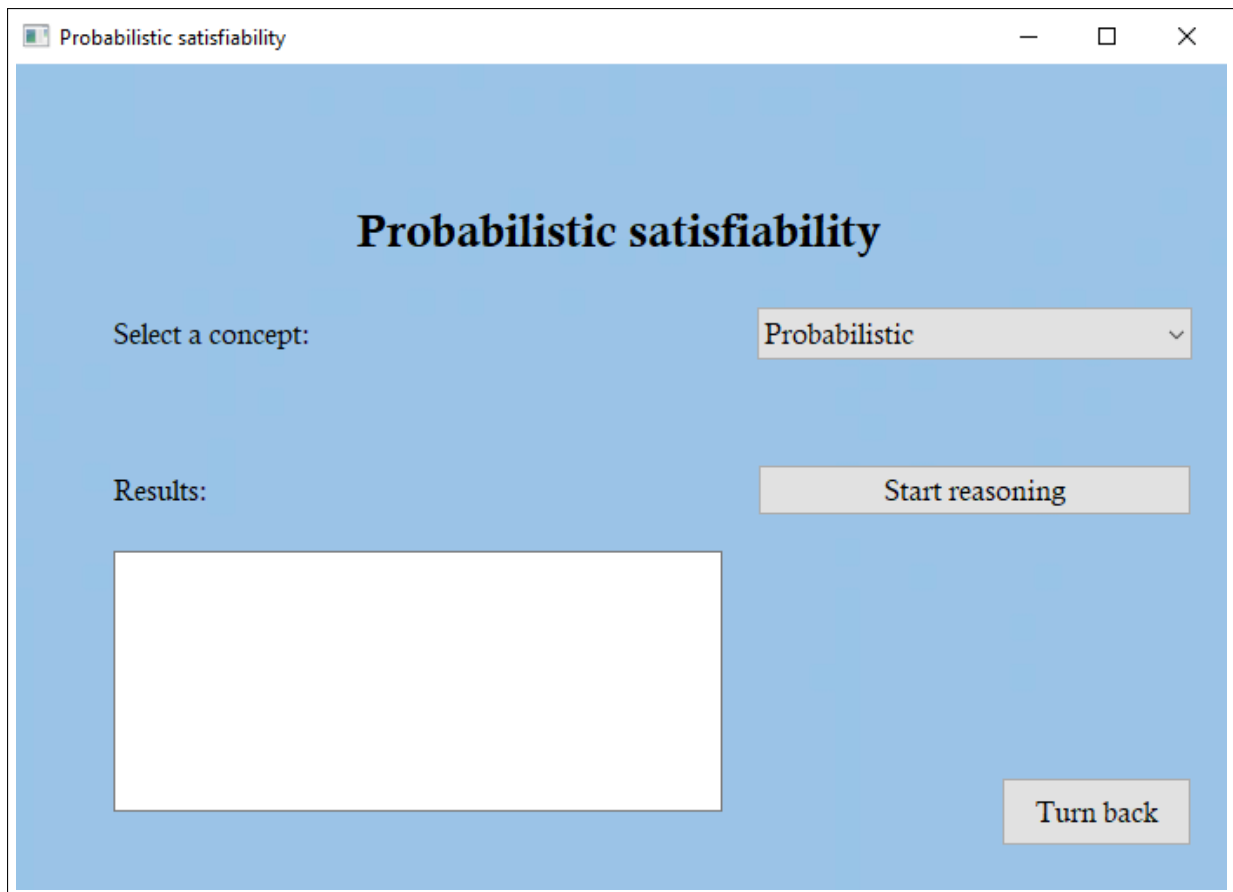 Probabilistic satisfiability
Probabilistic satisfiability
Select a concept:
Probabilistic
Results:
Start reasoning
Turn back